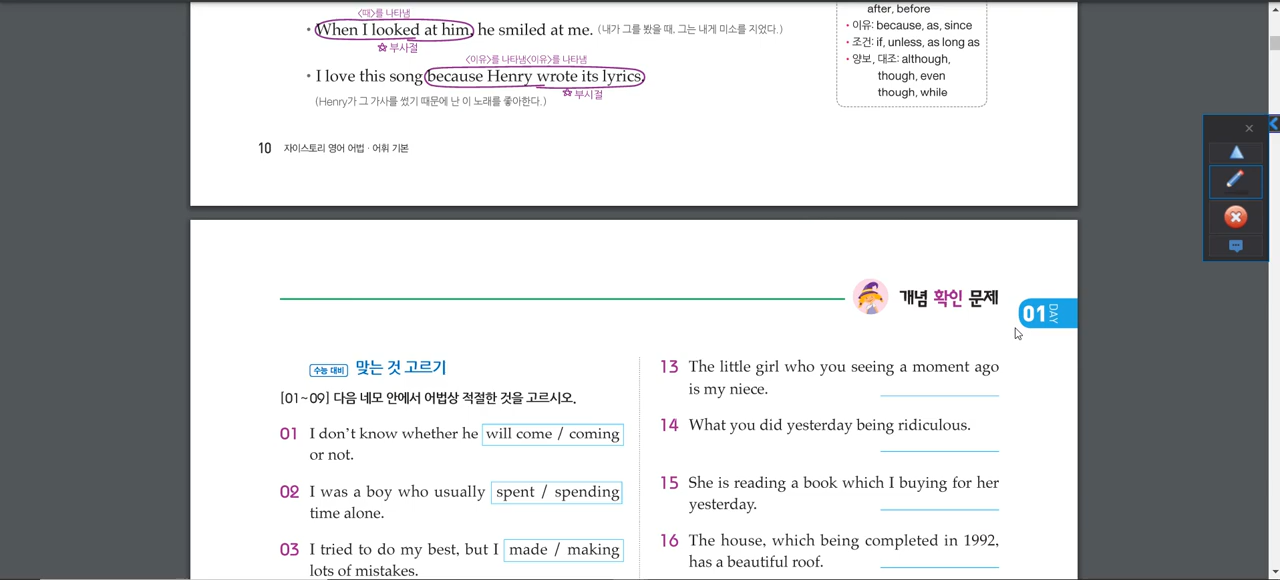 〈때〉를 나타냄
• When I looked at him, he smiled at me. (내가 그를 봤을 때, 그는 내게 미소를 지었다.)
☆ 부사절
〈이유〉를 나타냄〈이유〉를 나타냄
• I love this song because Henry wrote its lyrics.
☆ 부시절
(Henry가 그 가사를 썼기 때문에 난 이 노래를 좋아한다.)
after, before
• 이유: because, as, since
• 조건: if, unless, as long as
• 양보, 대조: although,
though, even
though, while
10 자이스토리 영어 어법 · 어휘 기본
개념 확인 문제
01 DAY
수능 대비 맞는 것 고르기
[01~09] 다음 네모 안에서 어법상 적절한 것을 고르시오.
01 I don't know whether he will come / coming
or not.
02 I was a boy who usually spent / spending
time alone.
03 I tried to do my best, but I made / making
lots of mistakes.
13 The little girl who you seeing a moment ago
is my niece.
14 What you did yesterday being ridiculous.
15 She is reading a book which I buying for her
yesterday.
16 The house, which being completed in 1992,
has a beautiful roof.